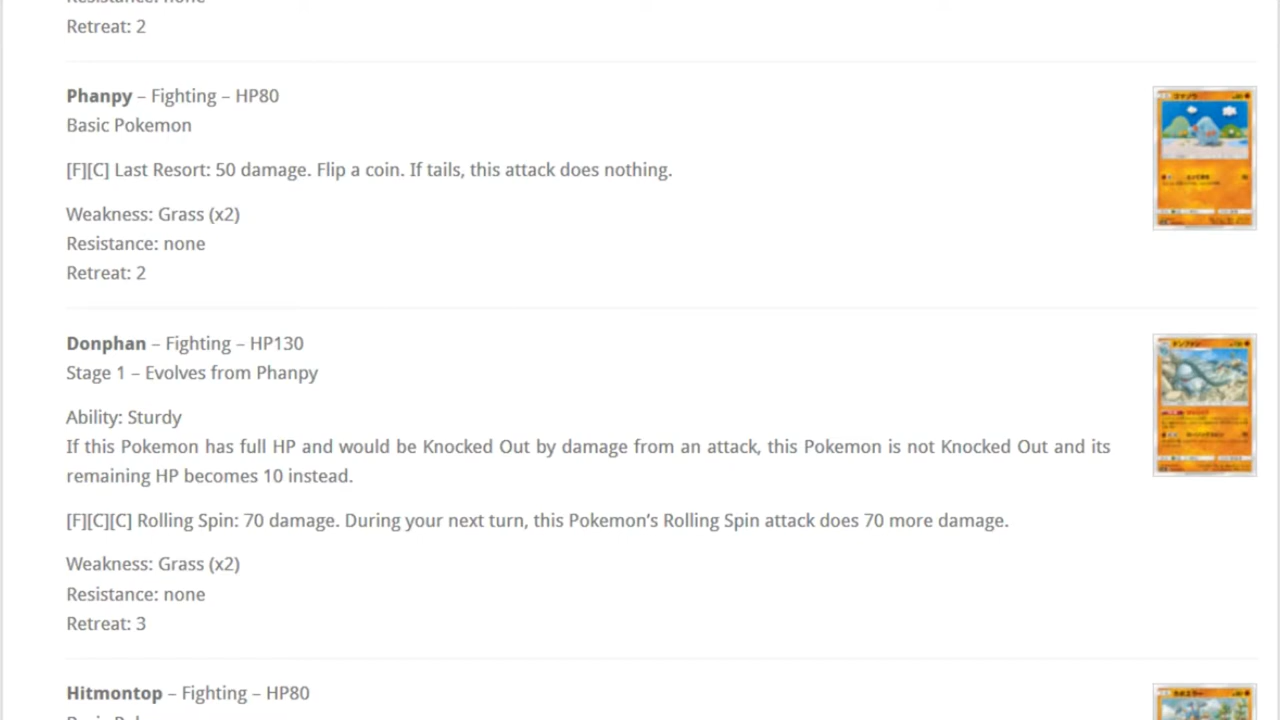 Retreat: 2
Phanpy – Fighting – HP80
Basic Pokemon
[F][C] Last Resort: 50 damage. Flip a coin. If tails, this attack does nothing.
Weakness: Grass (x2)
Resistance: none
Retreat: 2
Donphan – Fighting – HP130
Stage 1 – Evolves from Phanpy
Ability: Sturdy
If this Pokemon has full HP and would be Knocked Out by damage from an attack, this Pokemon is not Knocked Out and its
remaining HP becomes 10 instead.
[F][C][C] Rolling Spin: 70 damage. During your next turn, this Pokemon’s Rolling Spin attack does 70 more damage.
Weakness: Grass (x2)
Resistance: none
Retreat: 3
Hitmontop – Fighting – HP80